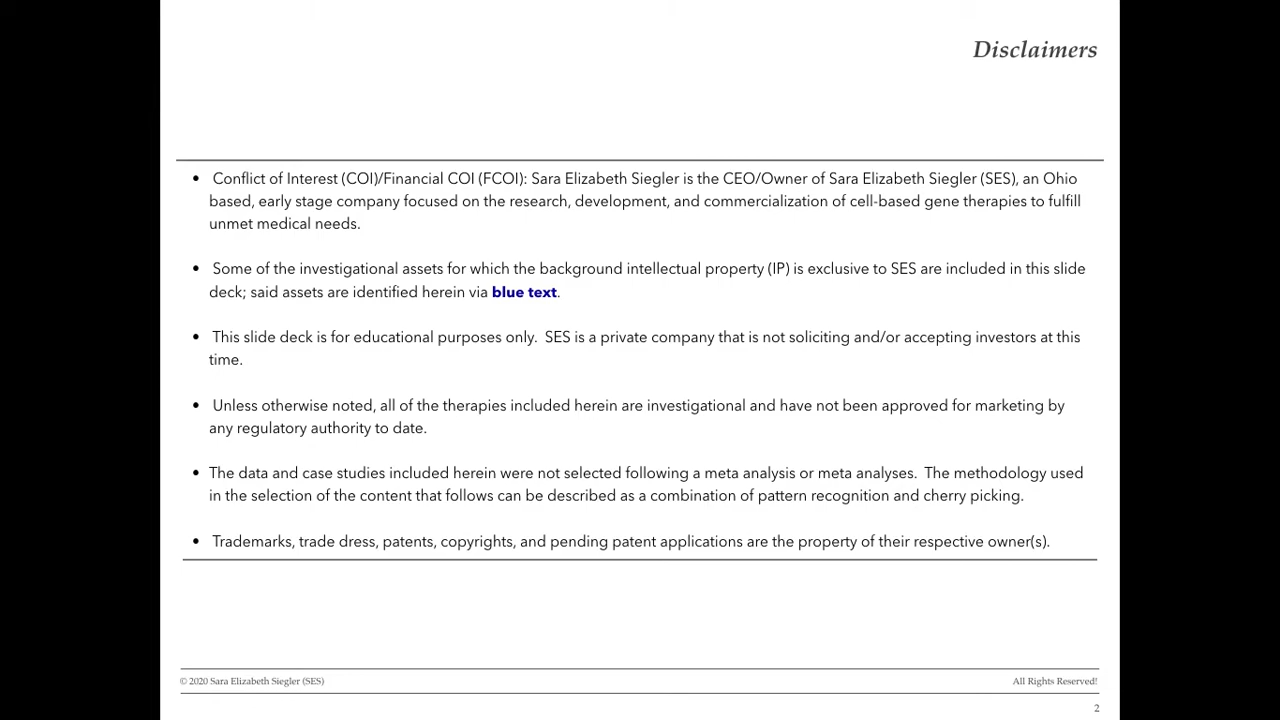 Disclaimers
• Conflict of Interest (COI)/Financial COI (FCOI): Sara Elizabeth Siegler is the CEO/Owner of Sara Elizabeth Siegler (SES), an Ohio
based, early stage company focused on the research, development, and commercialization of cell-based gene therapies to fulfill
unmet medical needs.
• Some of the investigational assets for which the background intellectual property (IP) is exclusive to SES are included in this slide
deck; said assets are identified herein via blue text.
• This slide deck is for educational purposes only.  SES is a private company that is not soliciting and/or accepting investors at this
time.
• Unless otherwise noted, all of the therapies included herein are investigational and have not been approved for marketing by
any regulatory authority to date.
• The data and case studies included herein were not selected following a meta analysis or meta analyses.  The methodology used
in the selection of the content that follows can be described as a combination of pattern recognition and cherry picking.
• Trademarks, trade dress, patents, copyrights, and pending patent applications are the property of their respective owner(s).
© 2020 Sara Elizabeth Siegler (SES)
All Rights Reserved!
2